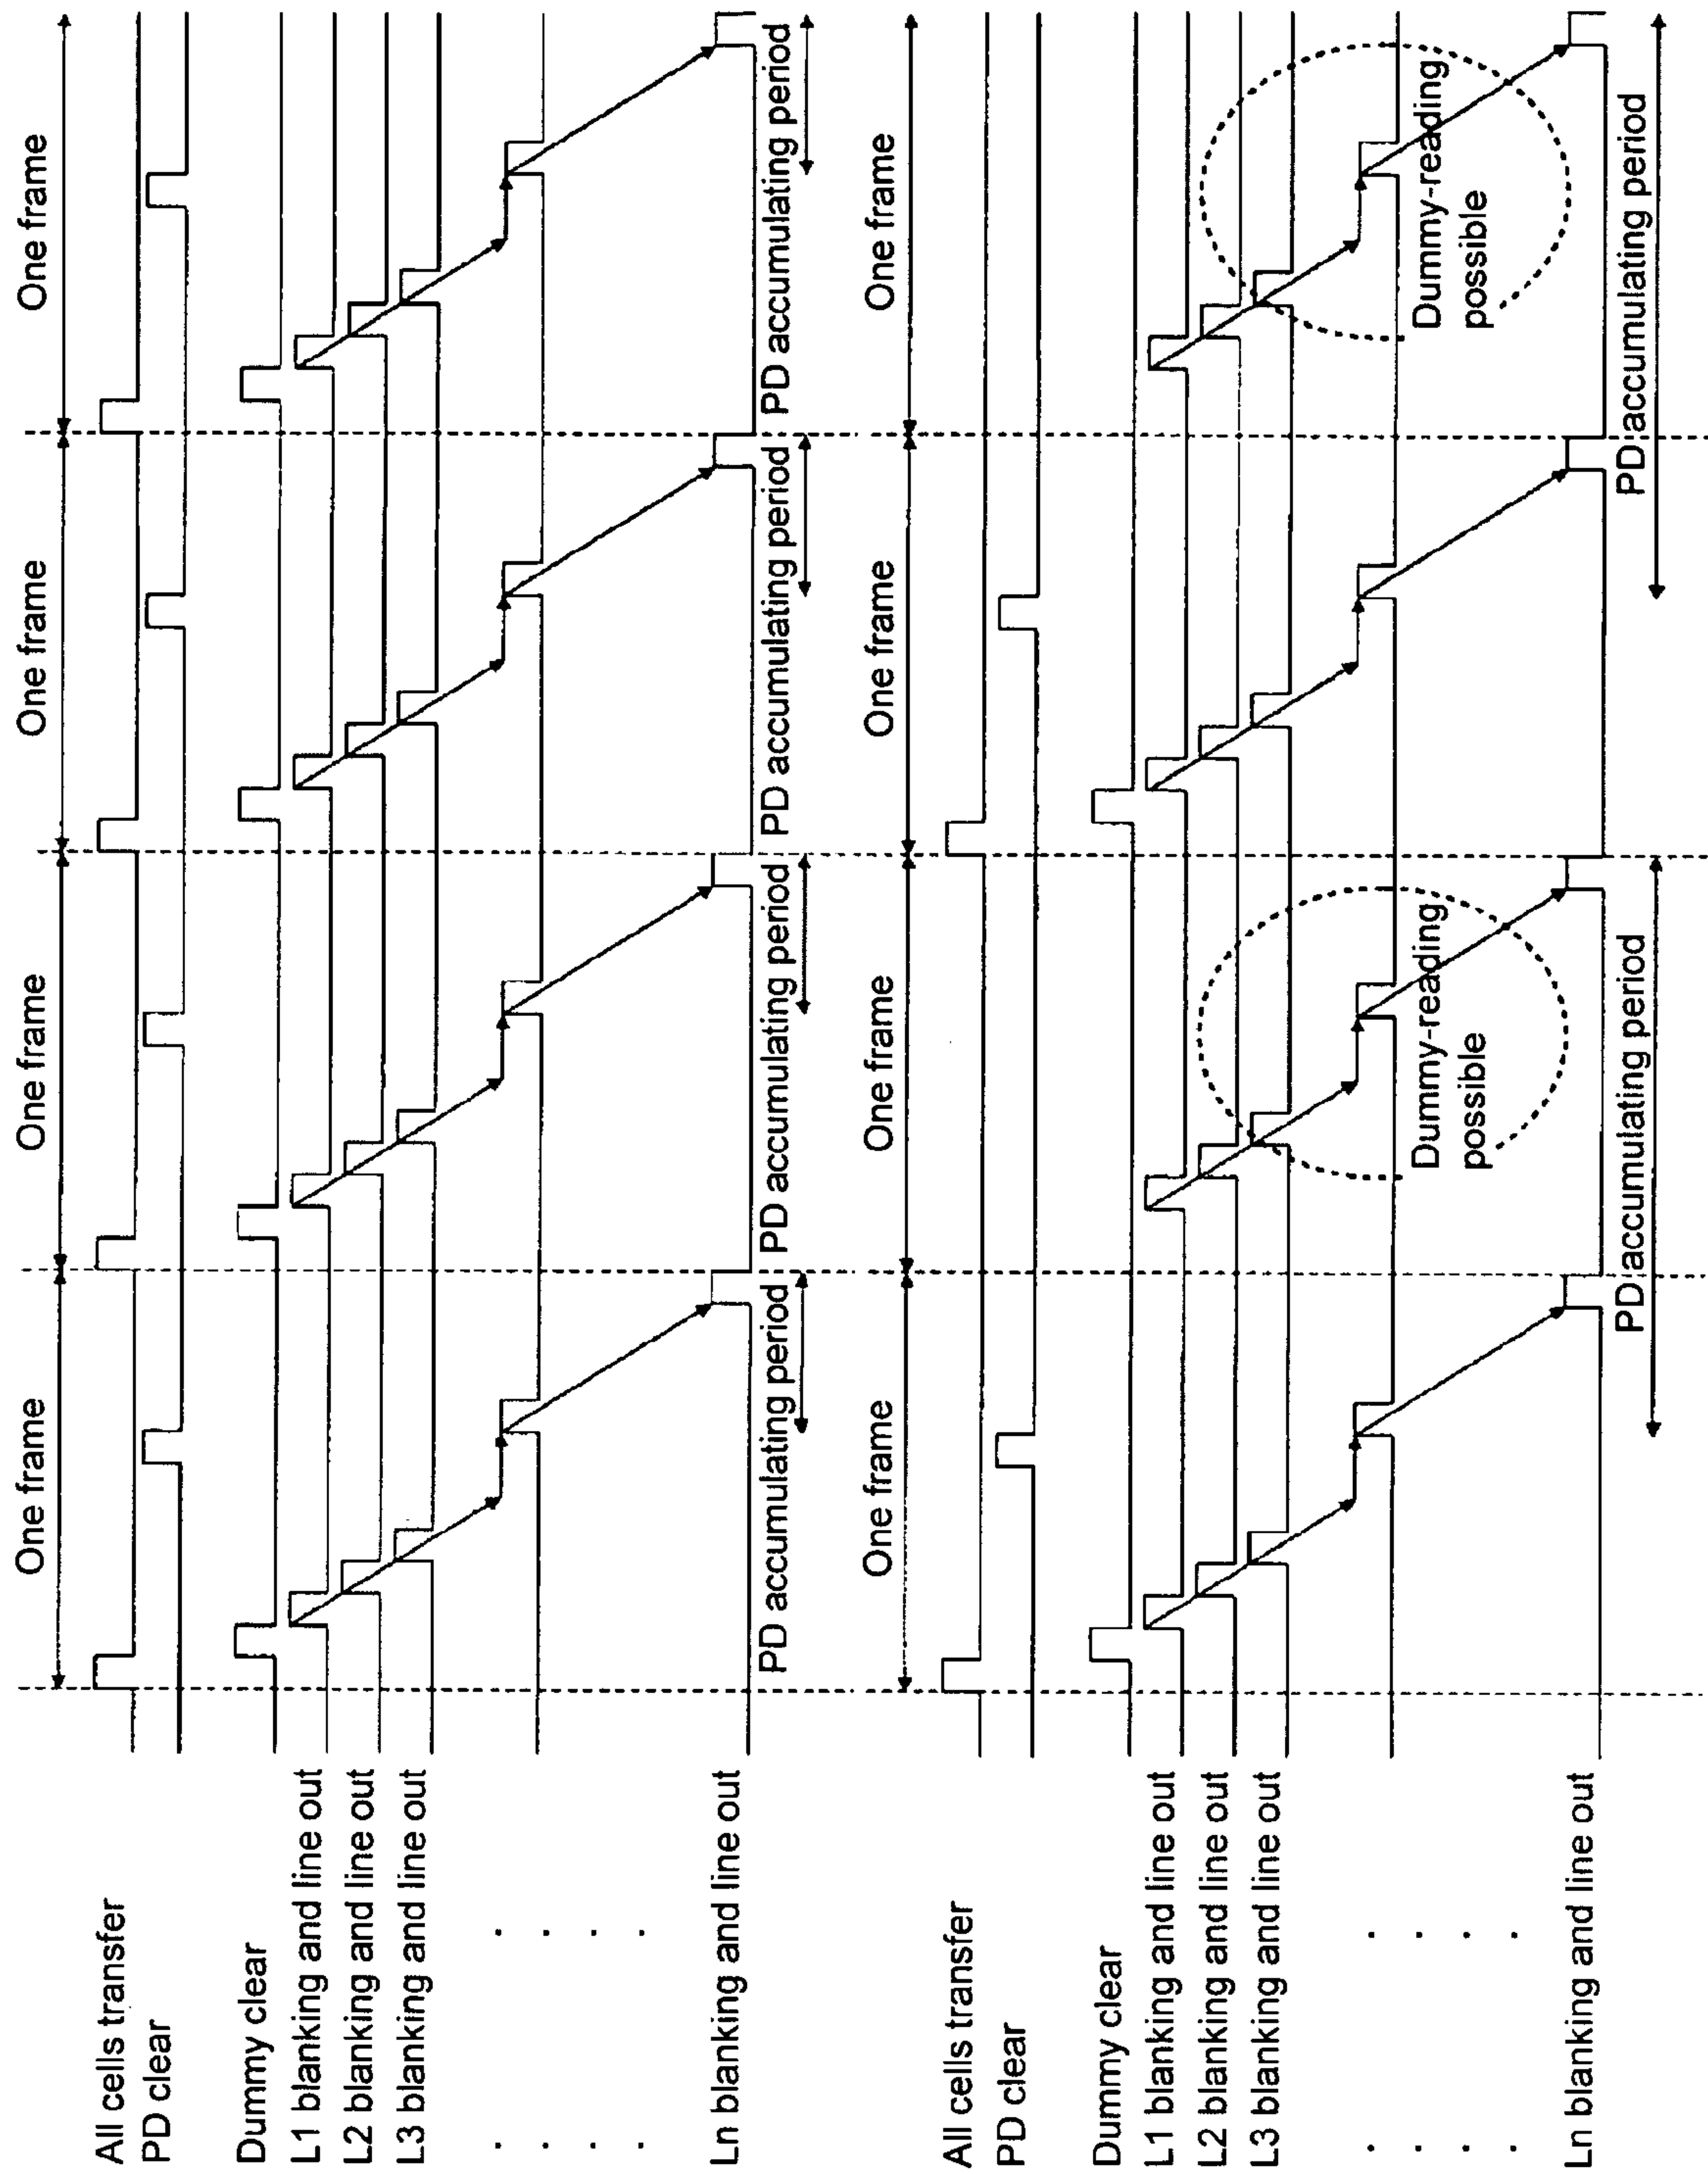 One frame
One frame
One frame
One frame
All cells transfer
PD clear
Dummy clear
L1 blanking and line out
L2 blanking and line out
L3 blanking and line out
. . . .
. . . .
Ln blanking and line out
PD accumulating period
PD accumulating period
PD accumulating period
PD accumulating period
One frame
One frame
One frame
One frame
All cells transfer
PD clear
Dummy clear
L1 blanking and line out
L2 blanking and line out
L3 blanking and line out
. . . .
. . . .
Dummy-reading
possible
Dummy-reading
possible
Ln blanking and line out
PD accumulating period
PD accumulating period